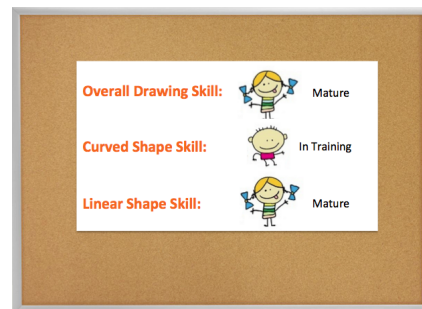 Overall Drawing Skill: Mature
Curved Shape Skill: In Training
Linear Shape Skill: Mature